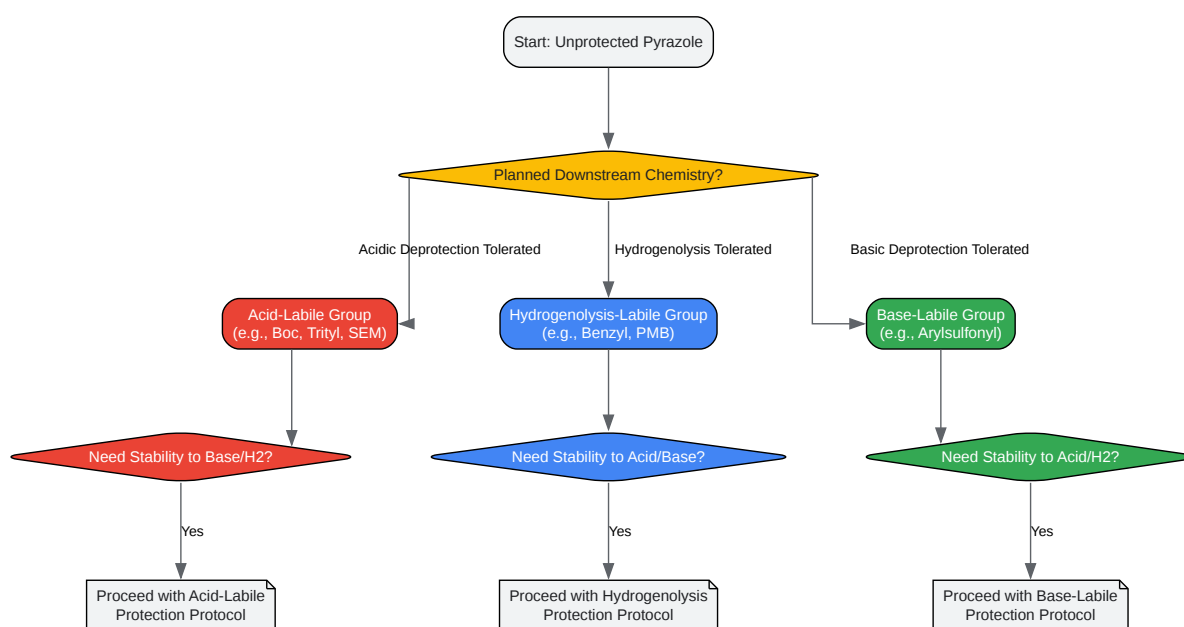 Start: Unprotected Pyrazole
Planned Downstream Chemistry?
Acidic Deprotection Tolerated
Hydrogenolysis Tolerated
Basic Deprotection Tolerated
Acid-Labile Group
(e.g., Boc, Trityl, SEM)
Hydrogenolysis-Labile Group
(e.g., Benzyl, PMB)
Base-Labile Group
(e.g., Arylsulfonyl)
Need Stability to Base/H2?
Need Stability to Acid/Base?
Need Stability to Acid/H2?
Yes
Yes
Yes
Proceed with Acid-Labile
Protection Protocol
Proceed with Hydrogenolysis
Protection Protocol
Proceed with Base-Labile
Protection Protocol